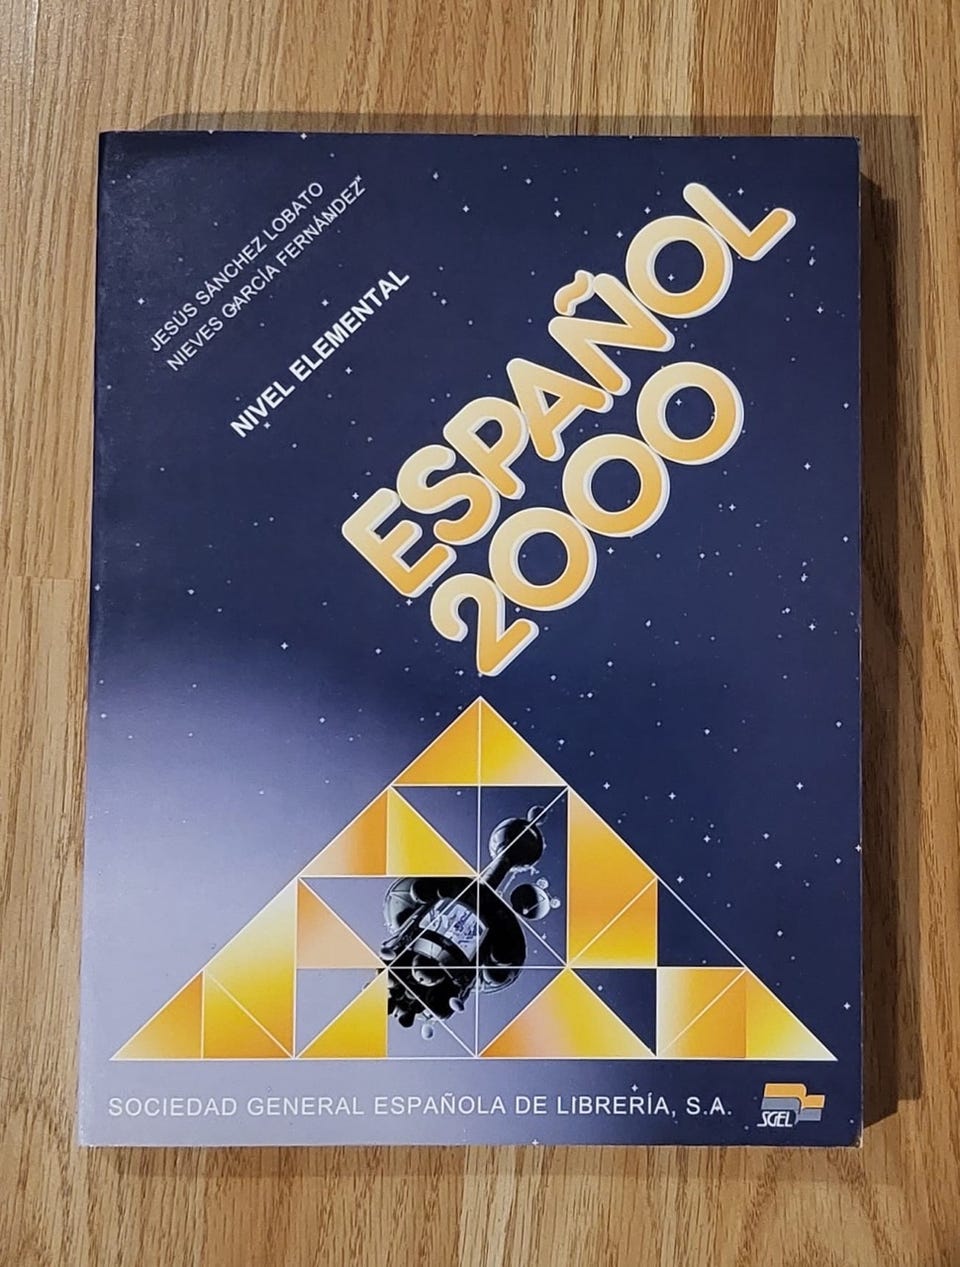 JESÚS SÁNCHEZ LOBATO
NIEVES GARCÍA FERNÁNDEZ
NIVEL ELEMENTAL
ESPAÑOL
2000
SOCIEDAD GENERAL ESPAÑOLA DE LIBRERÍA, S.A.
SGEL